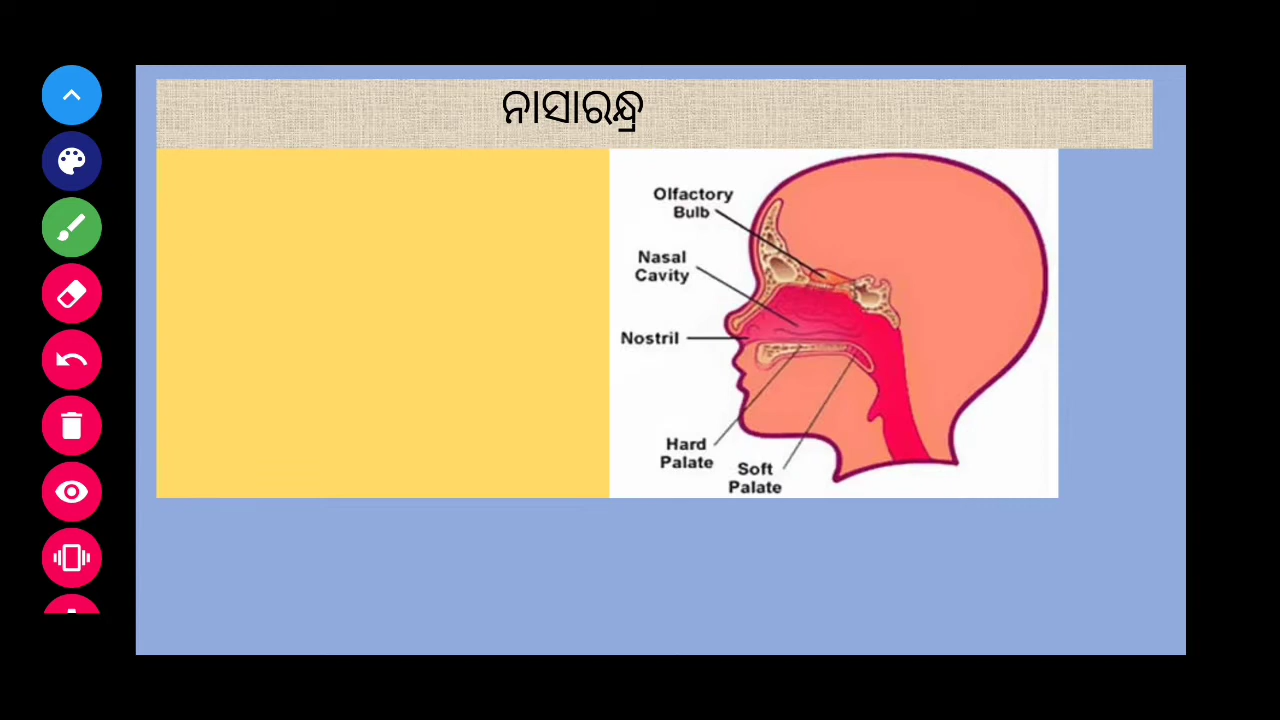 ନାସାରନ୍ଧ୍ର
Olfactory
Bulb
Nasal
Cavity
Nostril
Hard
Palate
Soft
Palate